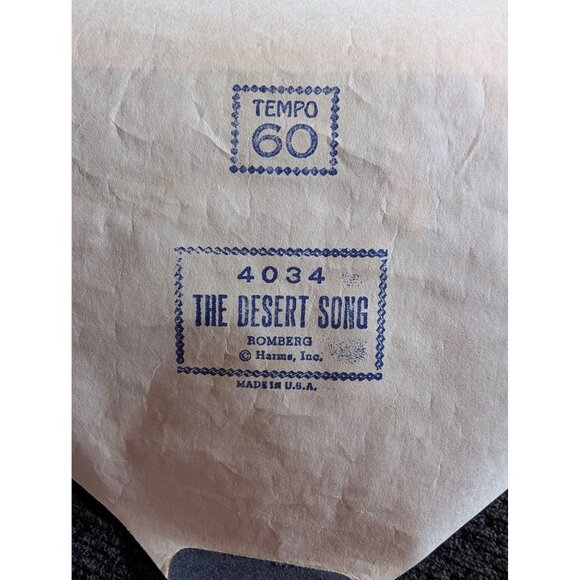 TEMPO
60
4034
THE DESERT SONG
ROMBERG
© Harms, Inc.
MADE IN U.S.A.